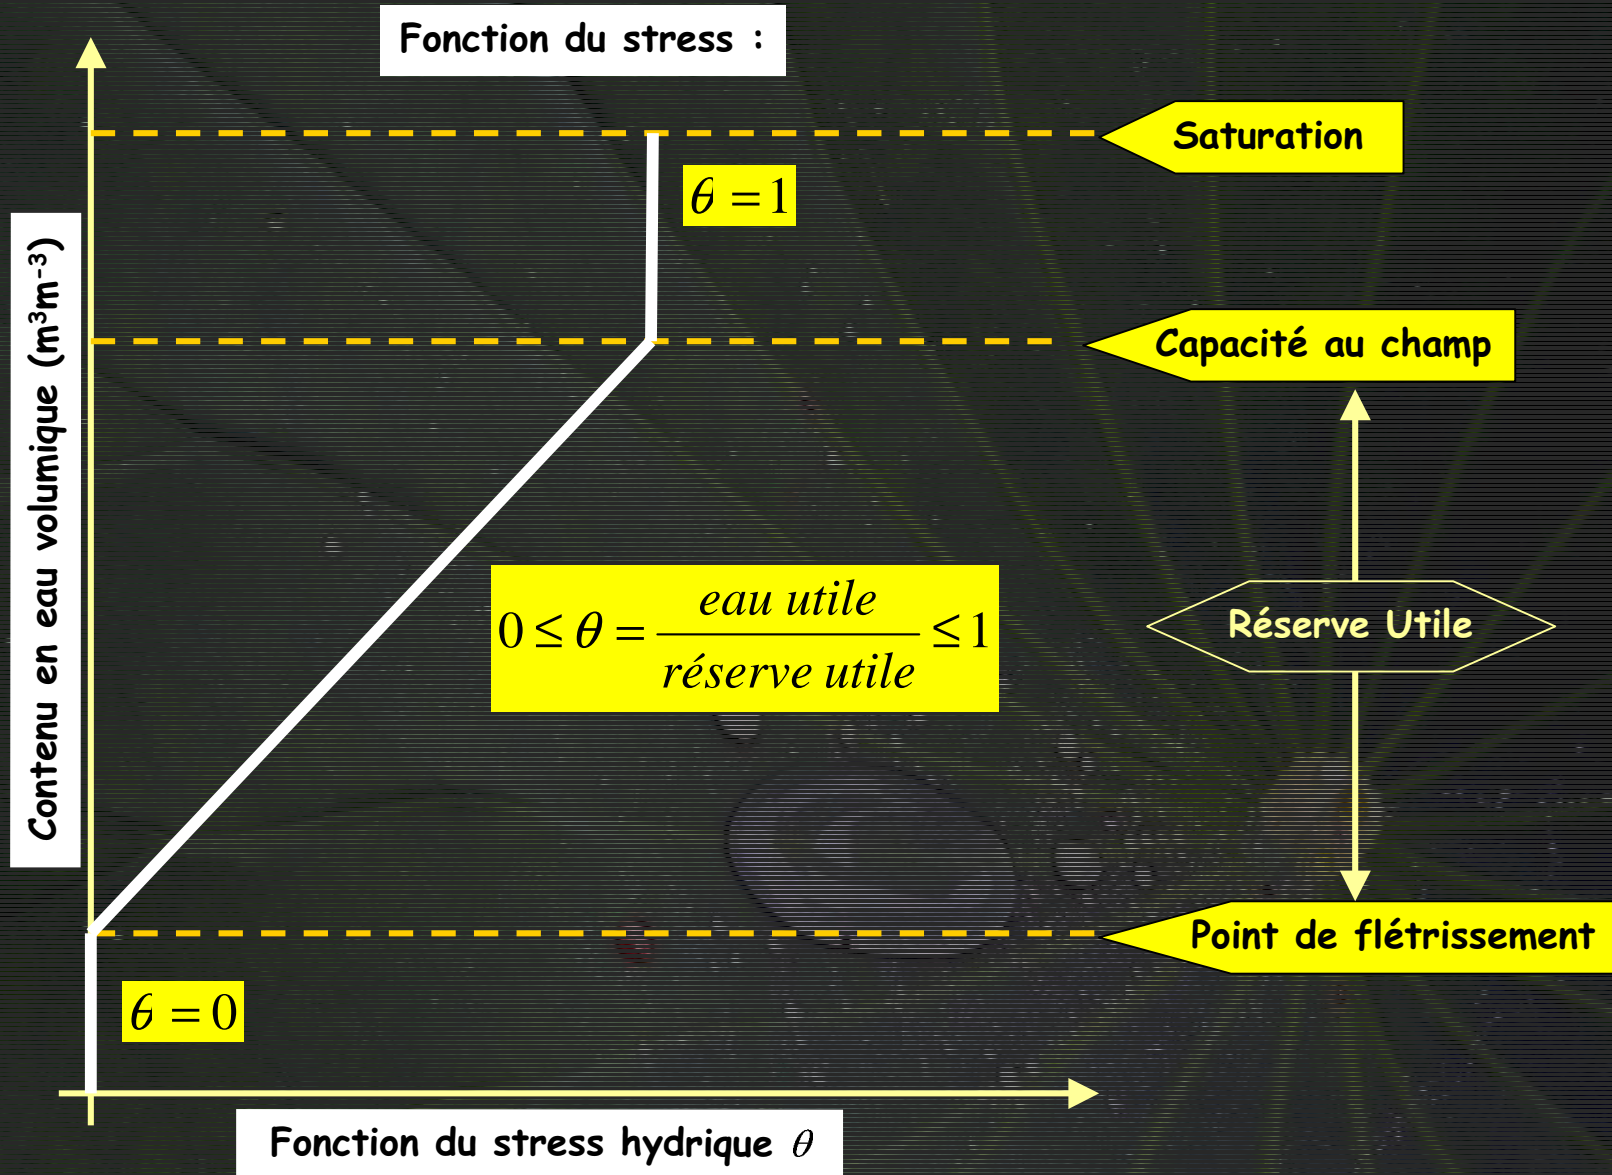 Fonction du stress :
Saturation
θ = 1
Contenu en eau volumique (m³m⁻³)
Capacité au champ
0 ≤ θ = eau utile / réserve utile ≤ 1
Réserve Utile
Point de flétrissement
θ = 0
Fonction du stress hydrique θ